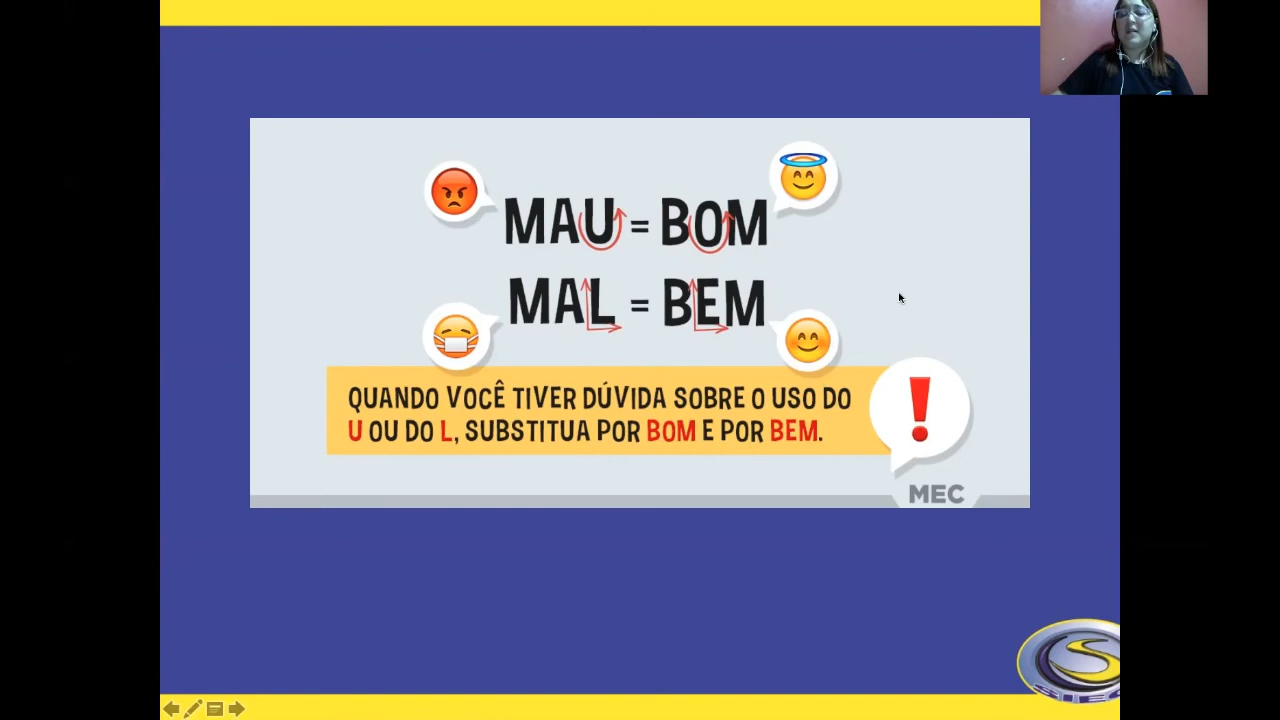 MAU = BOM
MAL = BEM
QUANDO VOCÊ TIVER DÚVIDA SOBRE O USO DO
U OU DO L, SUBSTITUA POR BOM E POR BEM.
MEC